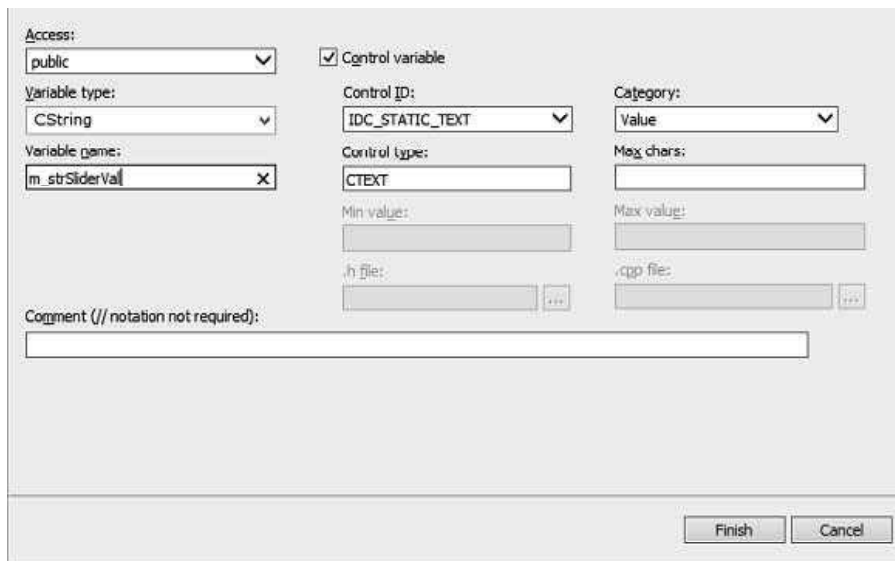 Access:
public
Control variable
Variable type:
CString
Control ID:
IDC_STATIC_TEXT
Category:
Value
Variable name:
m_strSliderVal
Control type:
CTEXT
Max chars:
Min value:
Max value:
.h file:
...
.cpp file:
...
Comment (// notation not required):
Finish
Cancel